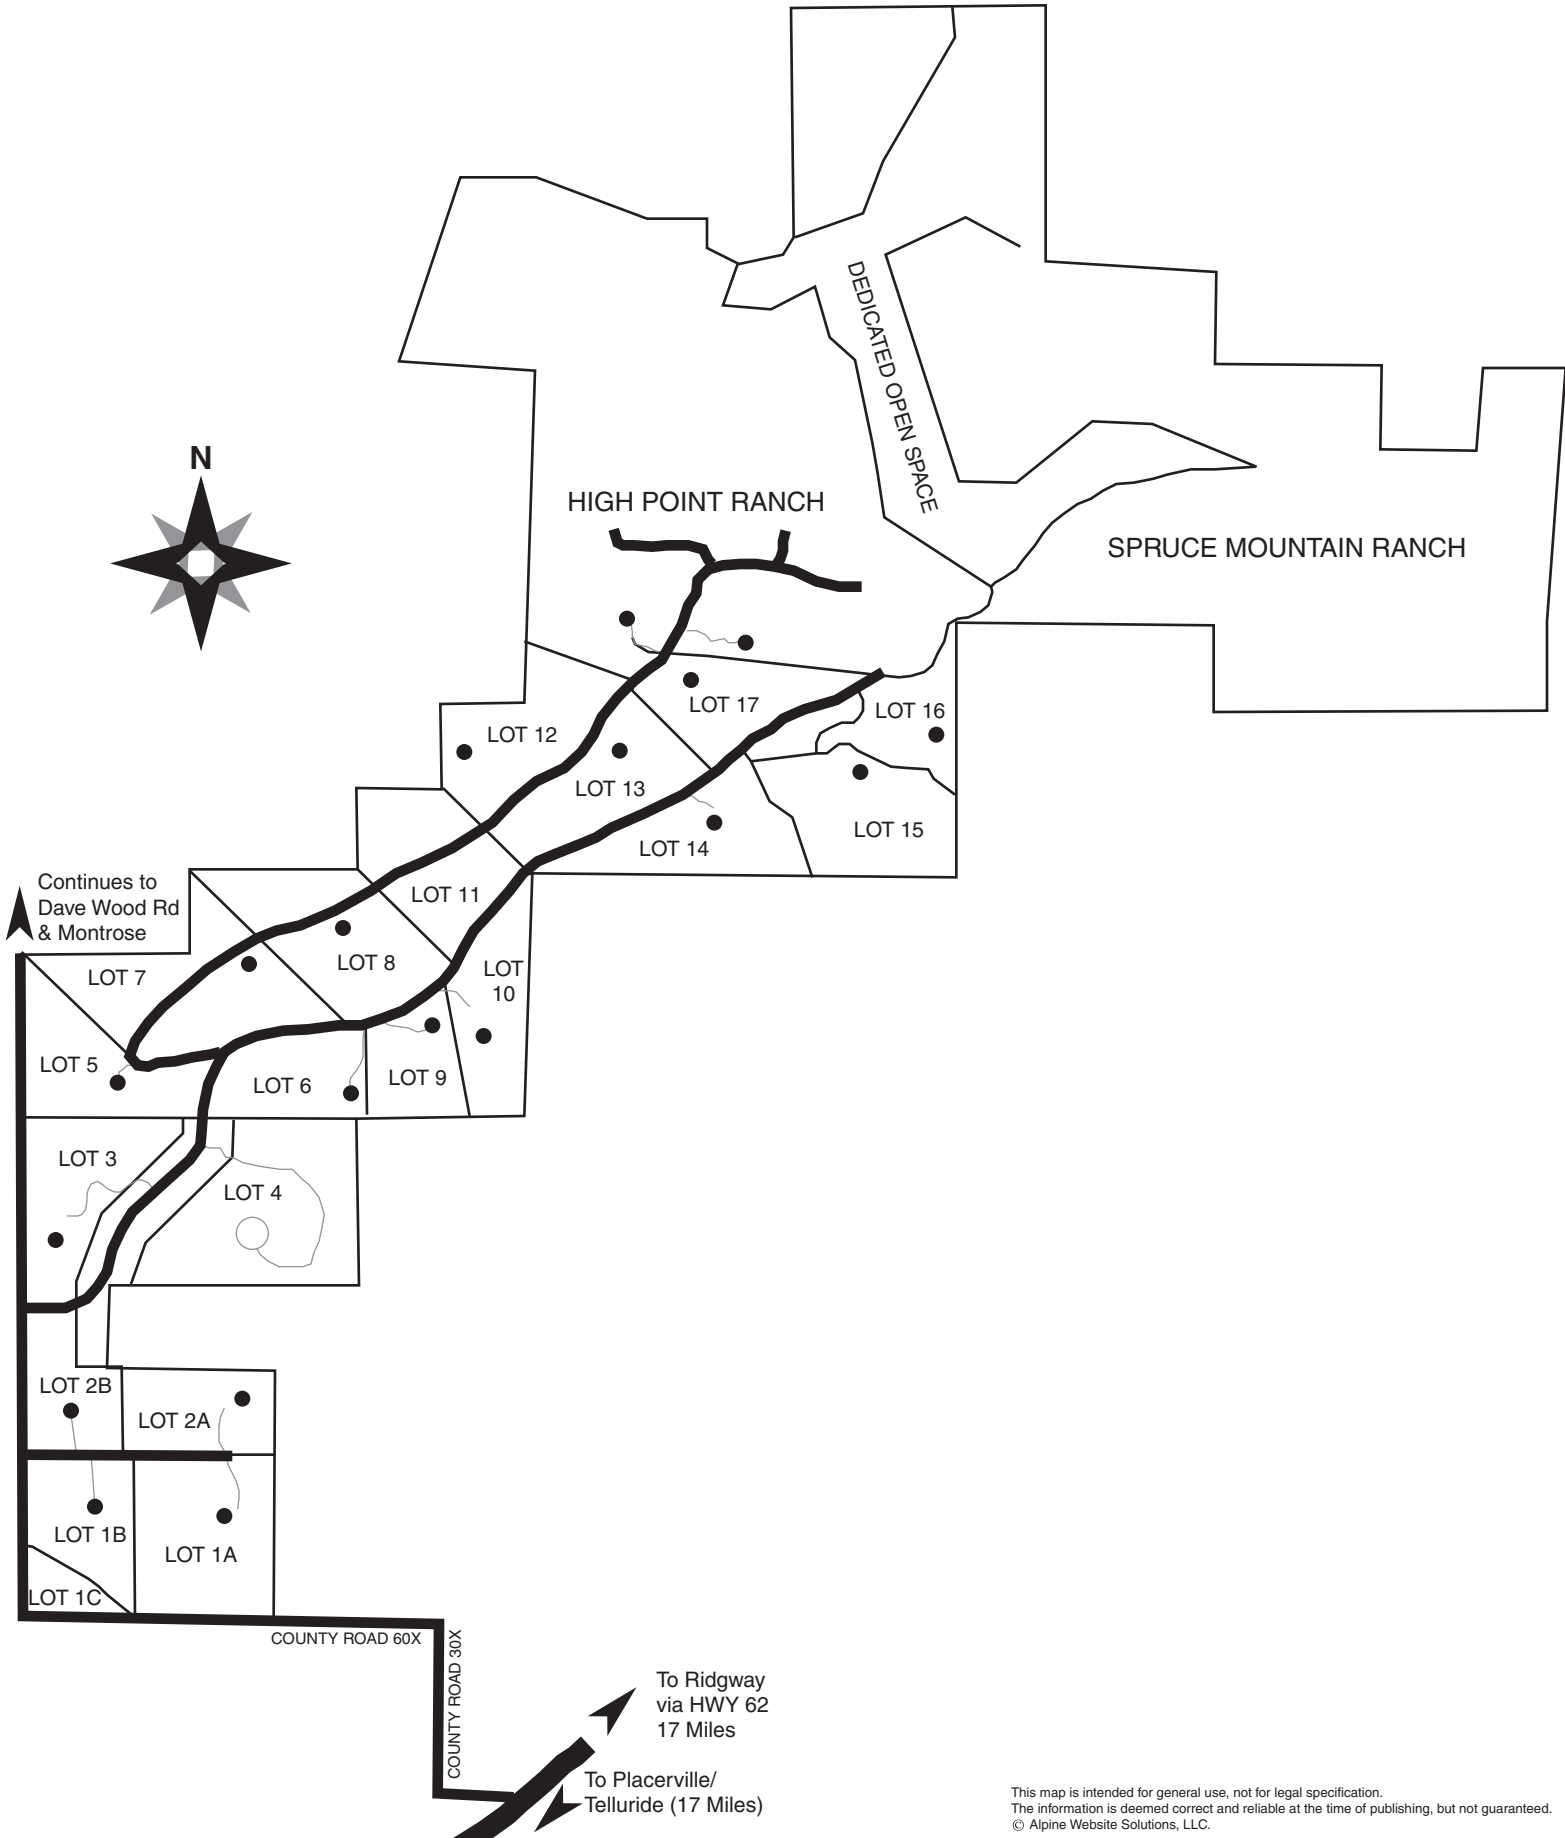 DEDICATED OPEN SPACE
N
HIGH POINT RANCH
SPRUCE MOUNTAIN RANCH
LOT 17
LOT 16
LOT 12
LOT 13
LOT 15
LOT 14
Continues to
Dave Wood Rd
& Montrose
LOT 11
LOT 8
LOT 7
LOT
10
LOT 5
LOT 6
LOT 9
LOT 3
LOT 4
LOT 2B
LOT 2A
LOT 1B
LOT 1A
LOT 1C
COUNTY ROAD 60X
COUNTY ROAD 30X
To Ridgway
via HWY 62
17 Miles
To Placerville/
Telluride (17 Miles)
This map is intended for general use, not for legal specification.
The information is deemed correct and reliable at the time of publishing, but not guaranteed.
© Alpine Website Solutions, LLC.